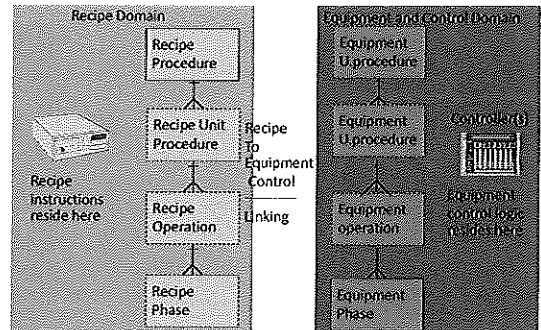 Recipe Domain
Equipment and Control Domain
Recipe
Procedure
Equipment
U.procedure
Recipe Unit
Procedure
Recipe
To
Equipment
Control
Linking
Equipment
U.procedure
Controller(s)
Recipe
instructions
reside here
Recipe
Operation
Equipment
operation
Equipment
control logic
resides here
Recipe
Phase
Equipment
Phase